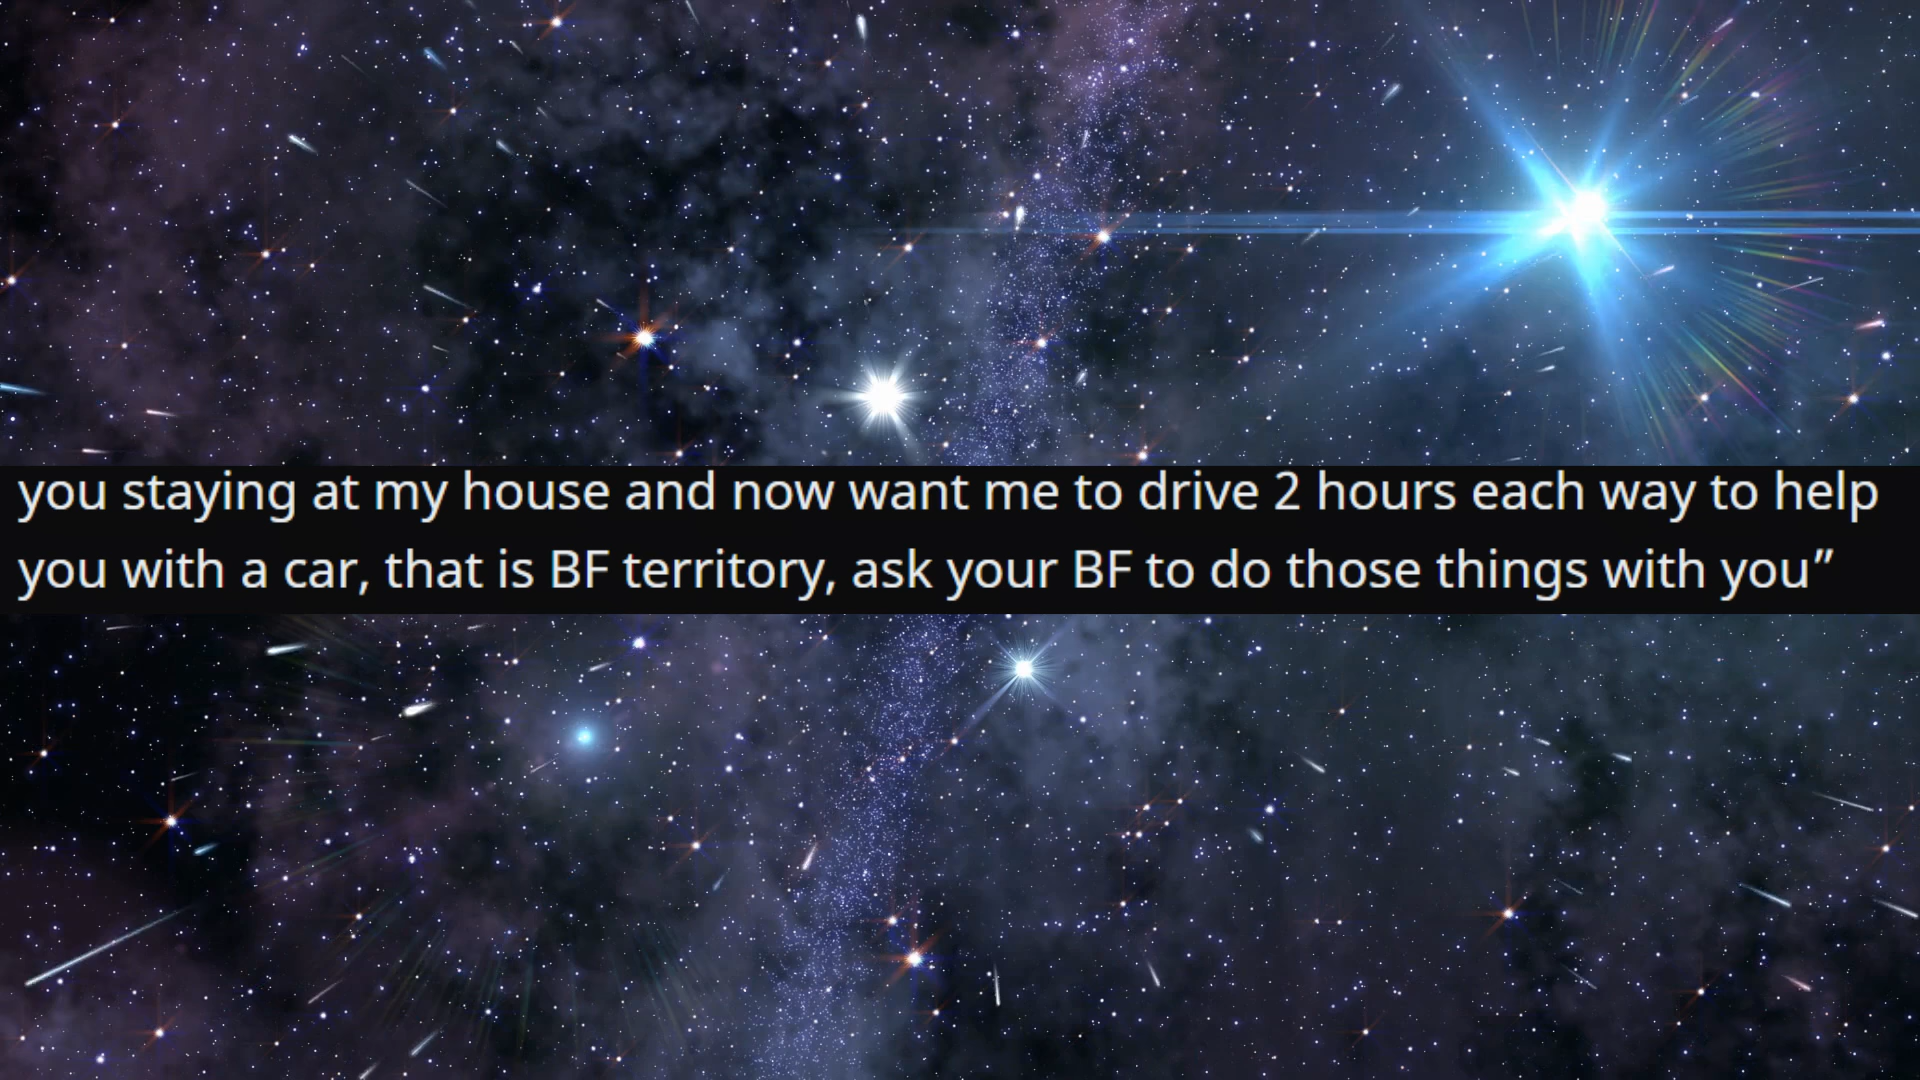 you staying at my house and now want me to drive 2 hours each way to help
you with a car, that is BF territory, ask your BF to do those things with you”